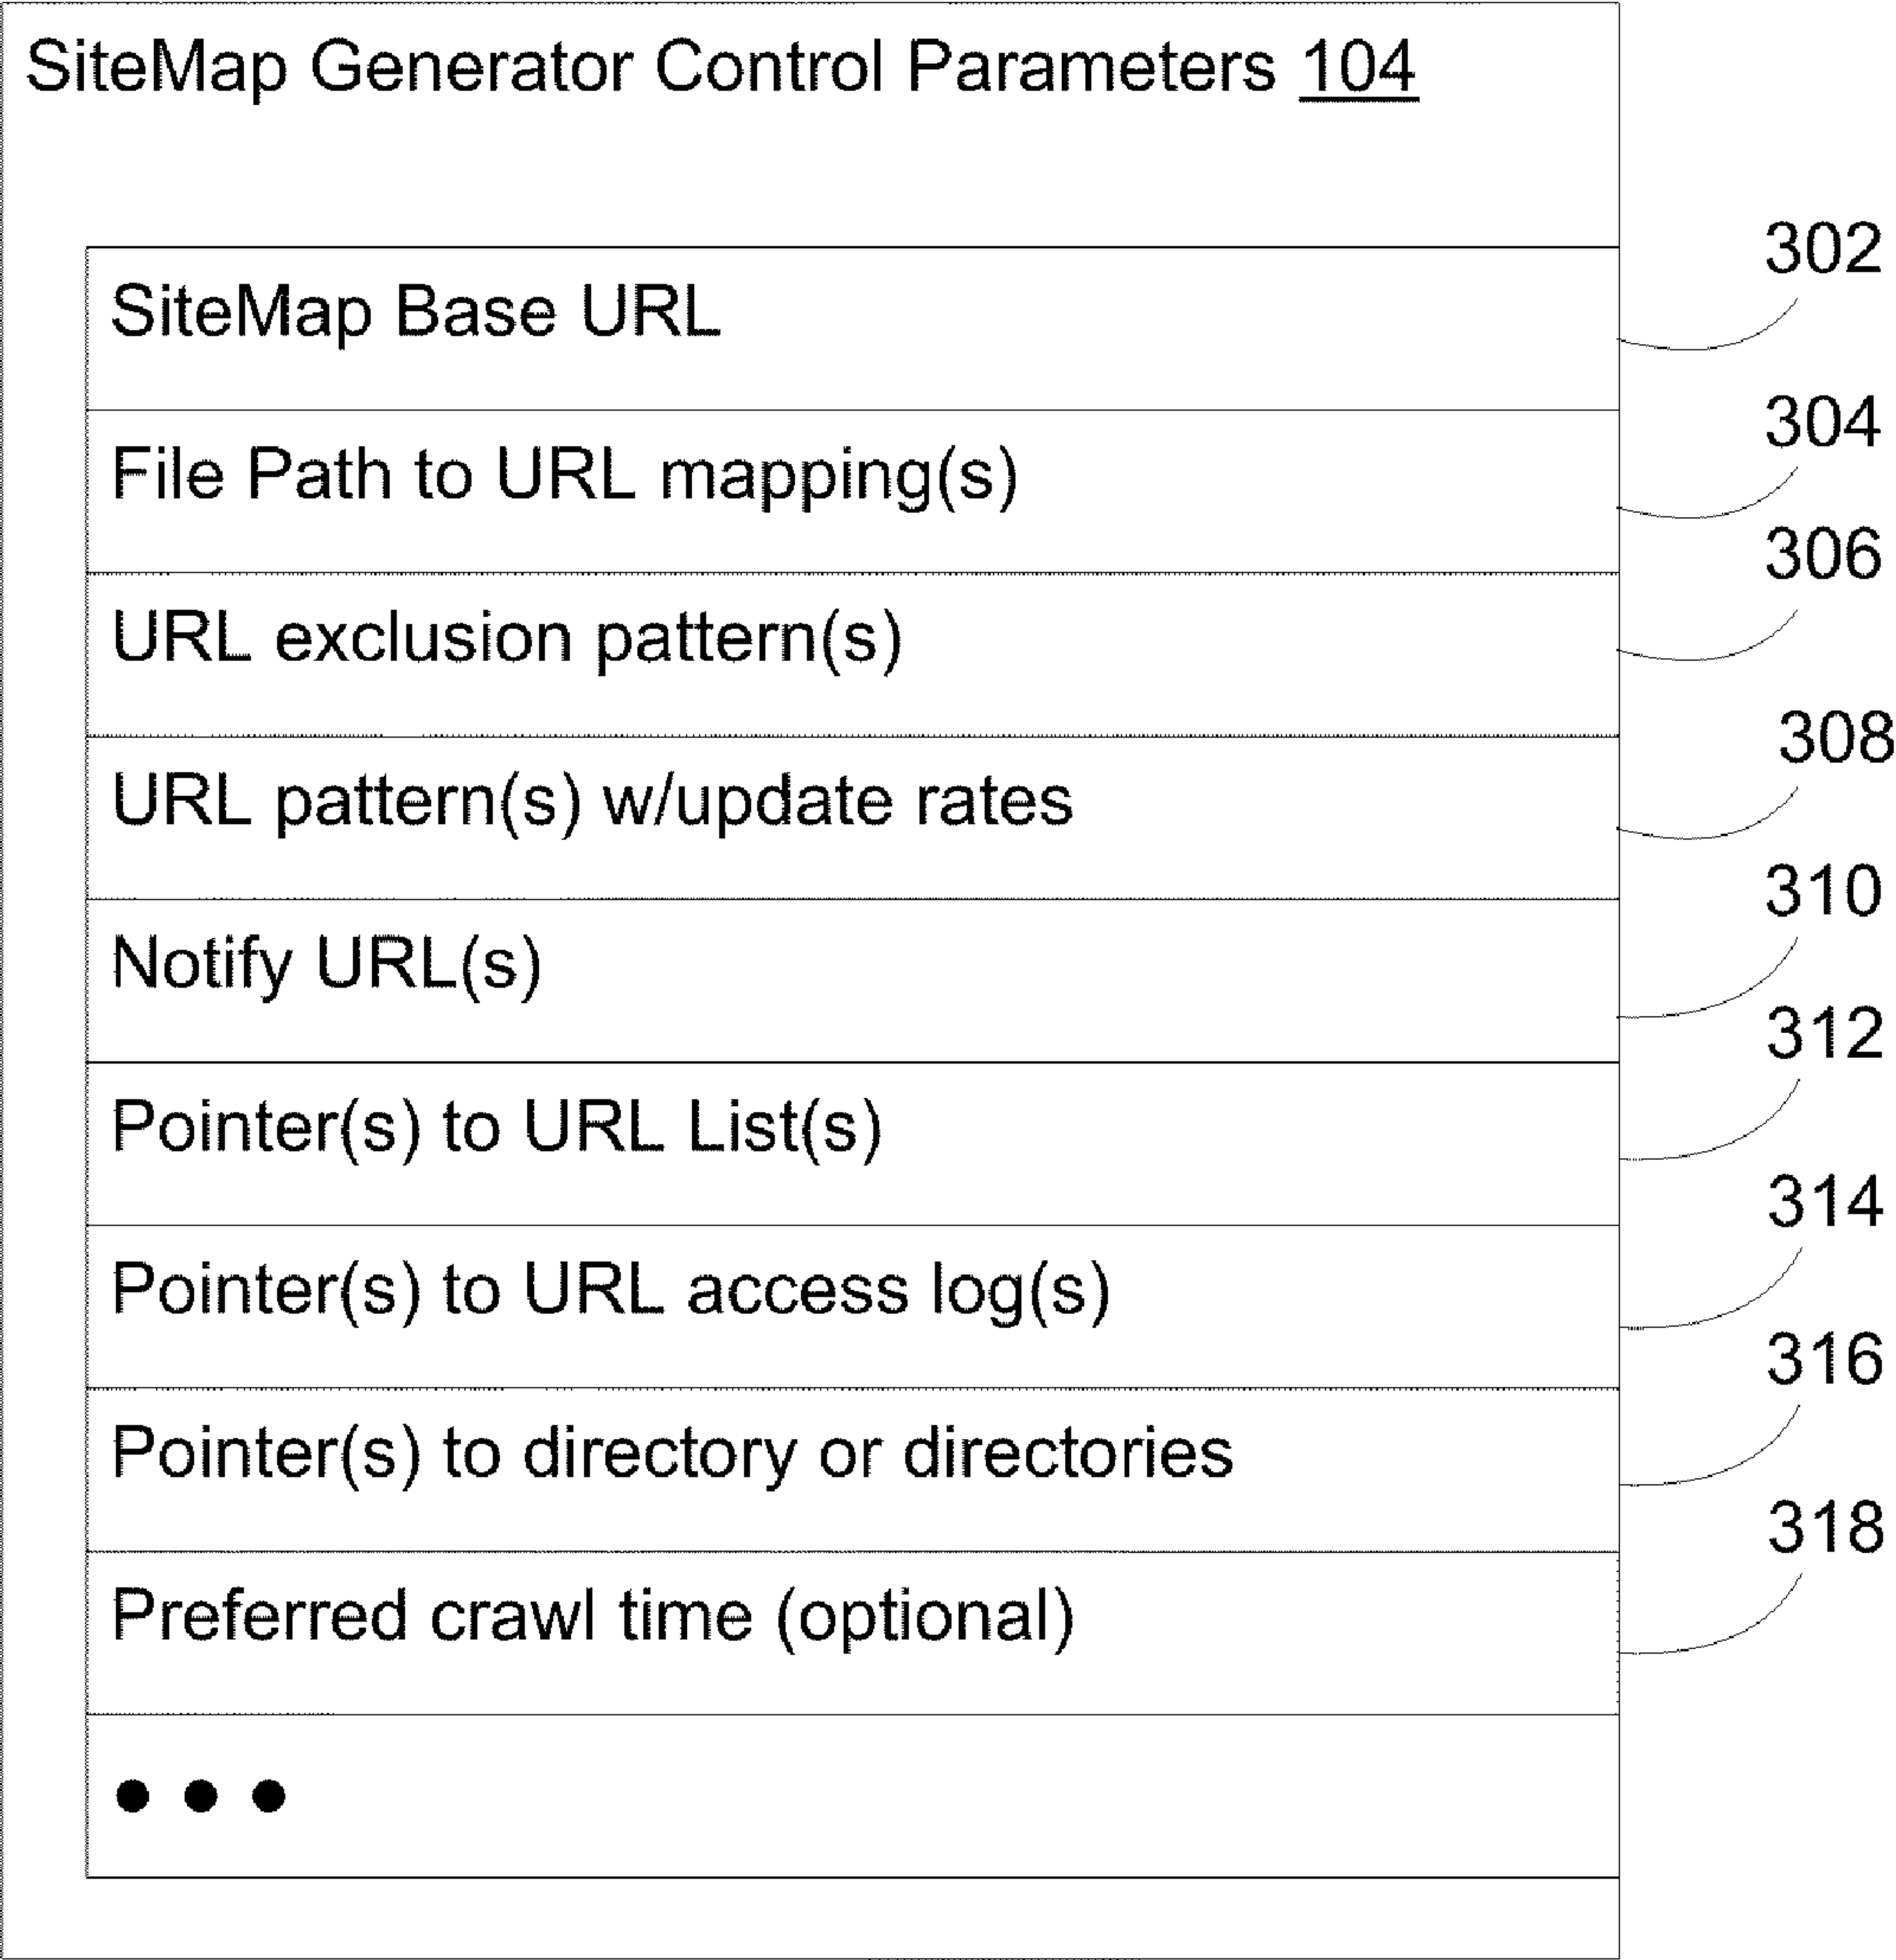 SiteMap Generator Control Parameters 104
302
SiteMap Base URL
304
File Path to URL mapping(s)
306
URL exclusion pattern(s)
308
URL pattern(s) w/update rates
310
Notify URL(s)
312
Pointer(s) to URL List(s)
314
Pointer(s) to URL access log(s)
316
Pointer(s) to directory or directories
318
Preferred crawl time (optional)
● ● ●